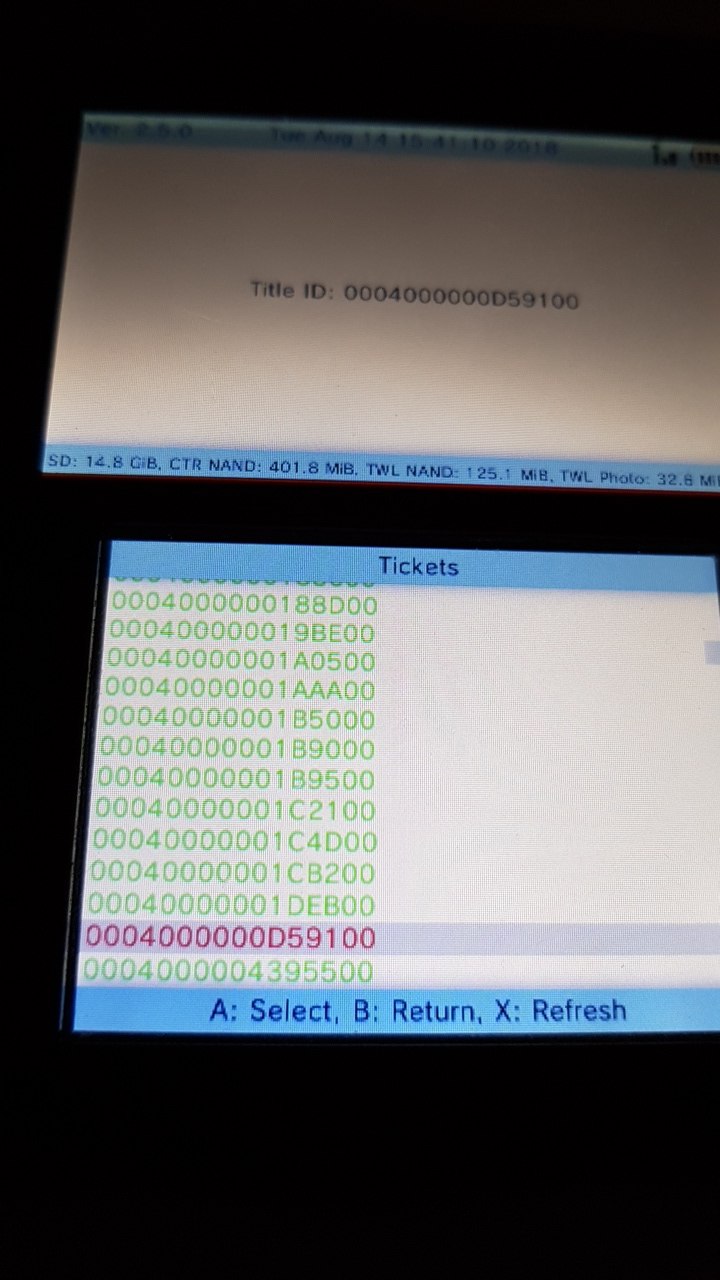 Ver. 2.5.0 Tue Aug 14 15:41:10 2018
Title ID: 0004000000D59100
SD: 14.8 GiB, CTR NAND: 401.8 MiB, TWL NAND: 125.1 MiB, TWL Photo: 32.8 Mi
Tickets
0004000000188D00
000400000019BE00
00040000001A0500
00040000001AAA00
00040000001B5000
00040000001B9000
00040000001B9500
00040000001C2100
00040000001C4D00
00040000001CB200
00040000001DEB00
0004000000D59100
0004000004395500
A: Select, B: Return, X: Refresh